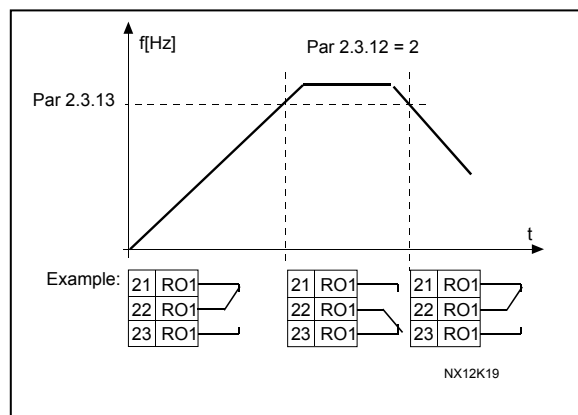 f[Hz]
Par 2.3.12 = 2
Par 2.3.13
t
Example:
21 RO1
22 RO1
23 RO1
21 RO1
22 RO1
23 RO1
21 RO1
22 RO1
23 RO1
NX12K19